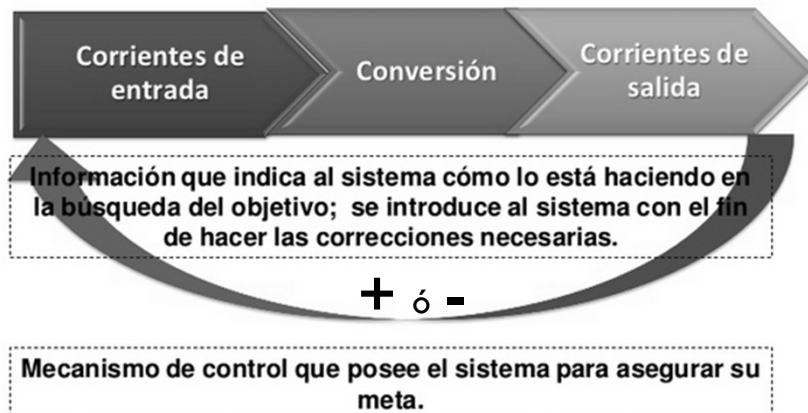 Corrientes de
entrada
Conversión
Corrientes de
salida
Información que indica al sistema cómo lo está haciendo en
la búsqueda del objetivo; se introduce al sistema con el fin
de hacer las correcciones necesarias.
+ ó -
Mecanismo de control que posee el sistema para asegurar su
meta.